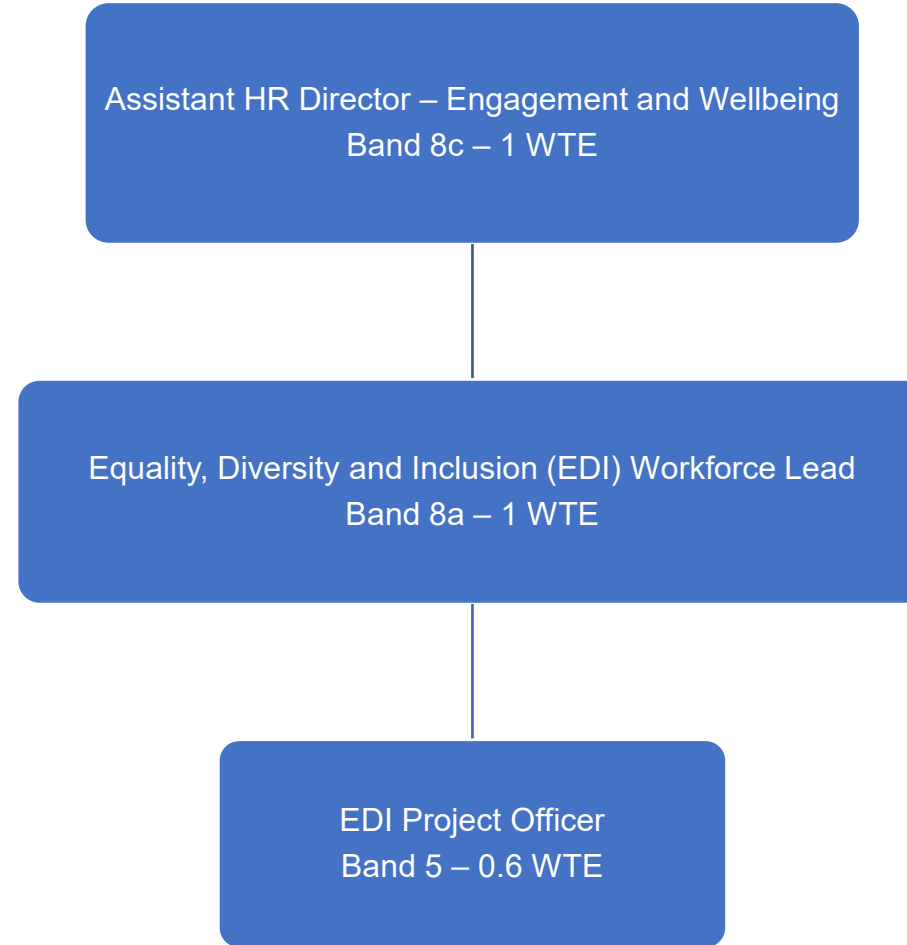 Assistant HR Director – Engagement and Wellbeing
Band 8c – 1 WTE
Equality, Diversity and Inclusion (EDI) Workforce Lead
Band 8a – 1 WTE
EDI Project Officer
Band 5 – 0.6 WTE